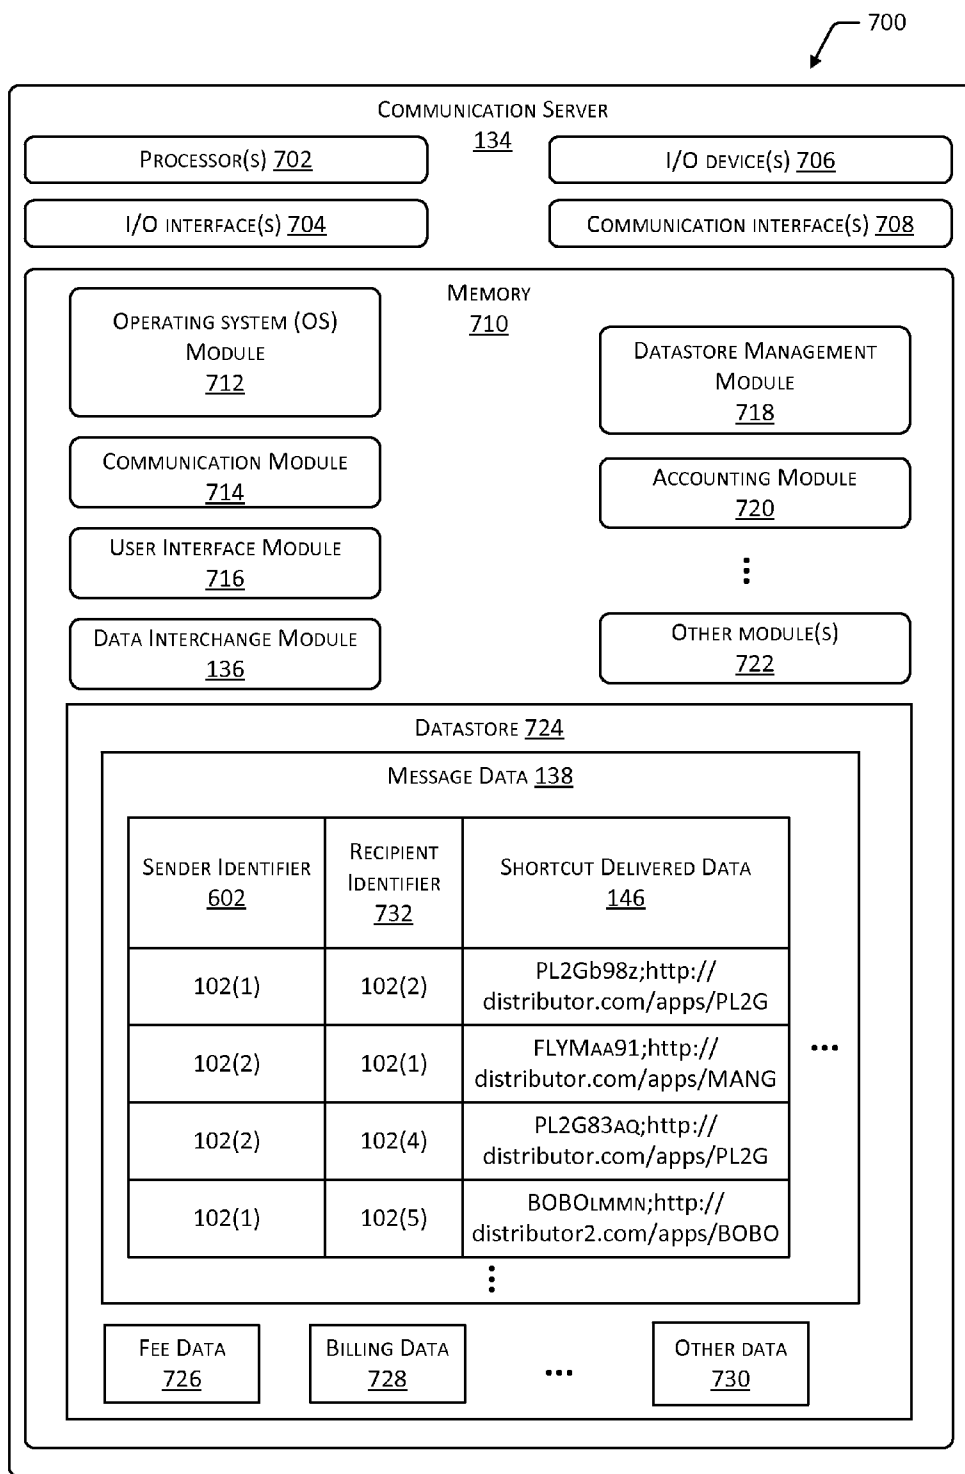 700
COMMUNICATION SERVER
134
PROCESSOR(S) 702
I/O DEVICE(S) 706
I/O INTERFACE(S) 704
COMMUNICATION INTERFACE(S) 708
MEMORY
710
OPERATING SYSTEM (OS)
MODULE
712
DATASTORE MANAGEMENT
MODULE
718
COMMUNICATION MODULE
714
ACCOUNTING MODULE
720
USER INTERFACE MODULE
716
DATA INTERCHANGE MODULE
136
OTHER MODULE(S)
722
DATASTORE 724
MESSAGE DATA 138
SENDER IDENTIFIER
602
RECIPIENT
IDENTIFIER
732
SHORTCUT DELIVERED DATA
146
102(1)
102(2)
PL2Gb98z;http://
distributor.com/apps/PL2G
102(2)
102(1)
FLYMAA91;http://
distributor.com/apps/MANG
102(2)
102(4)
PL2G83AQ;http://
distributor.com/apps/PL2G
102(1)
102(5)
BOBOLMMN;http://
distributor2.com/apps/BOBO
FEE DATA
726
BILLING DATA
728
OTHER DATA
730